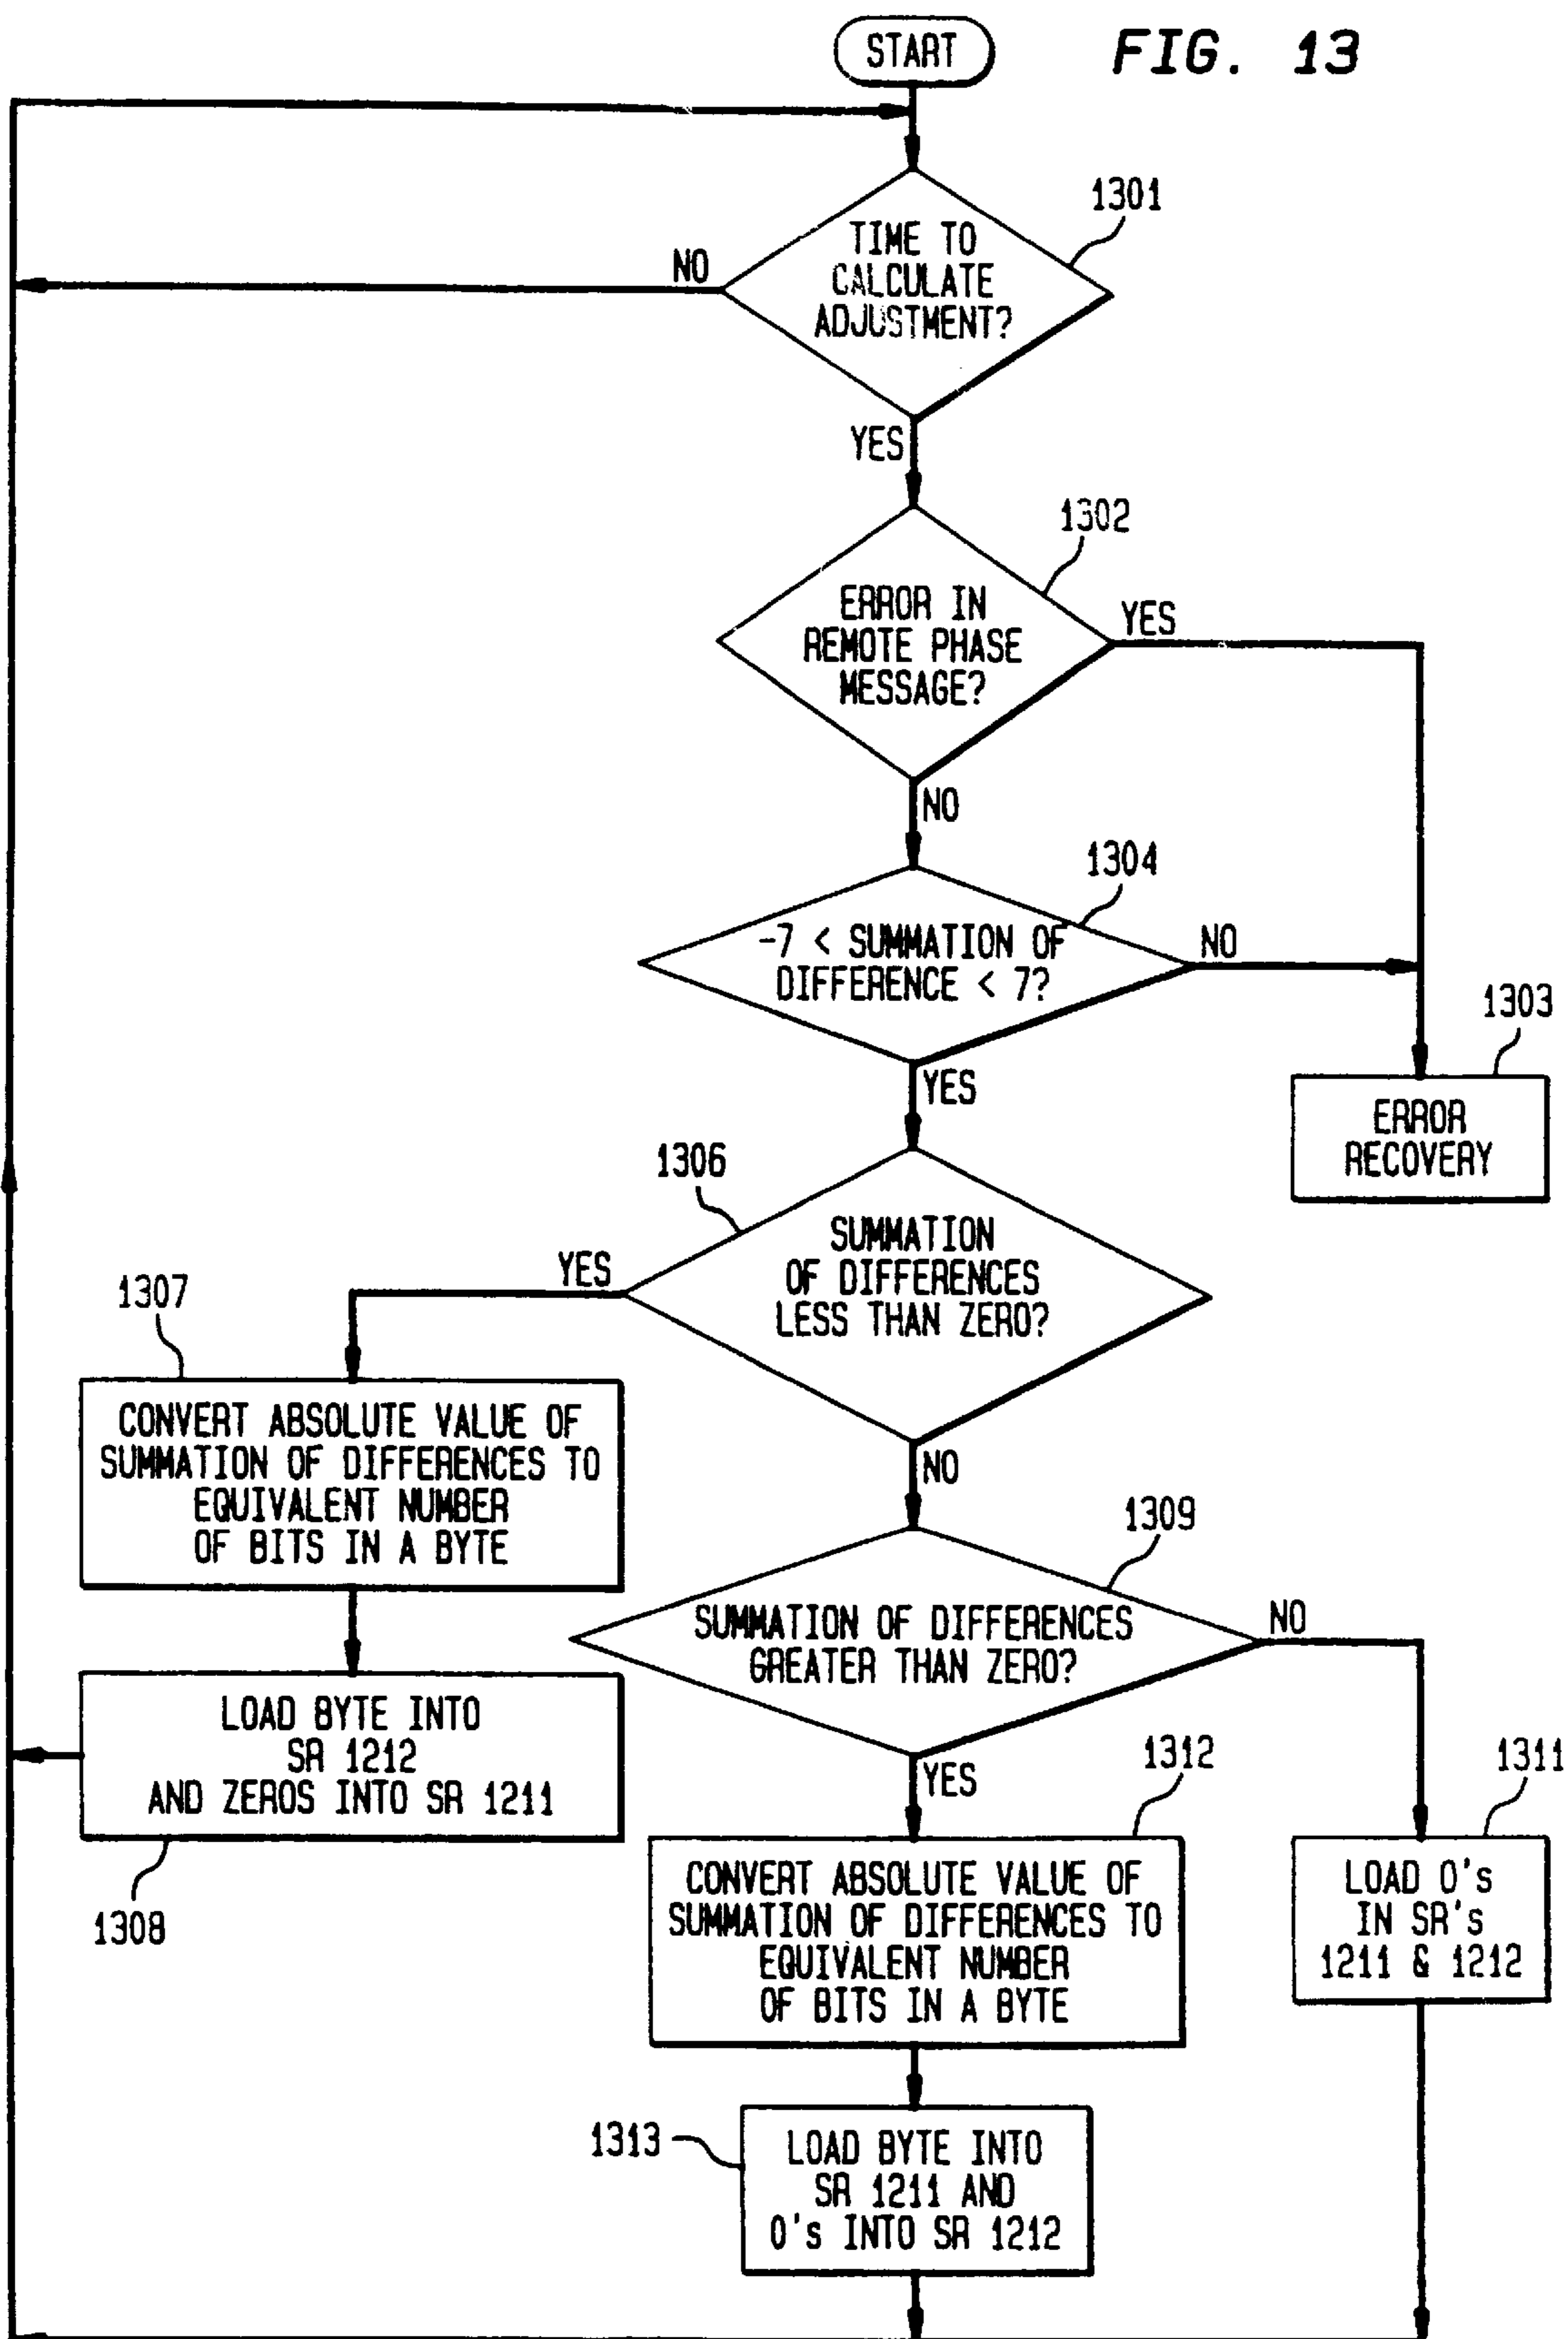 START
FIG. 13
1301
TIME TO
CALCULATE
ADJUSTMENT?
NO
YES
1302
ERROR IN
REMOTE PHASE
MESSAGE?
YES
NO
1304
-7 < SUMMATION OF
DIFFERENCE < 7?
NO
YES
1303
ERROR
RECOVERY
1306
SUMMATION
OF DIFFERENCES
LESS THAN ZERO?
YES
NO
1307
CONVERT ABSOLUTE VALUE OF
SUMMATION OF DIFFERENCES TO
EQUIVALENT NUMBER
OF BITS IN A BYTE
LOAD BYTE INTO
SR 1212
AND ZEROS INTO SR 1211
1308
1309
SUMMATION OF DIFFERENCES
GREATER THAN ZERO?
NO
YES
1312
CONVERT ABSOLUTE VALUE OF
SUMMATION OF DIFFERENCES TO
EQUIVALENT NUMBER
OF BITS IN A BYTE
1311
LOAD 0's
IN SR's
1211 & 1212
1313
LOAD BYTE INTO
SR 1211 AND
0's INTO SR 1212